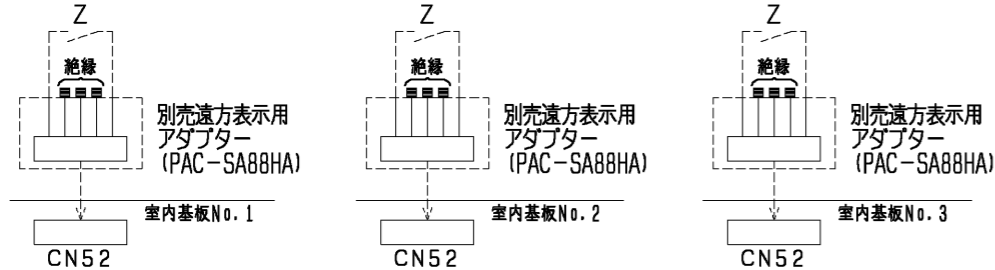 Z
絶縁
別売遠方表示用
アダプター
(PAC-SA88HA)
室内基板No.1
CN52
Z
絶縁
別売遠方表示用
アダプター
(PAC-SA88HA)
室内基板No.2
CN52
Z
絶縁
別売遠方表示用
アダプター
(PAC-SA88HA)
室内基板No.3
CN52